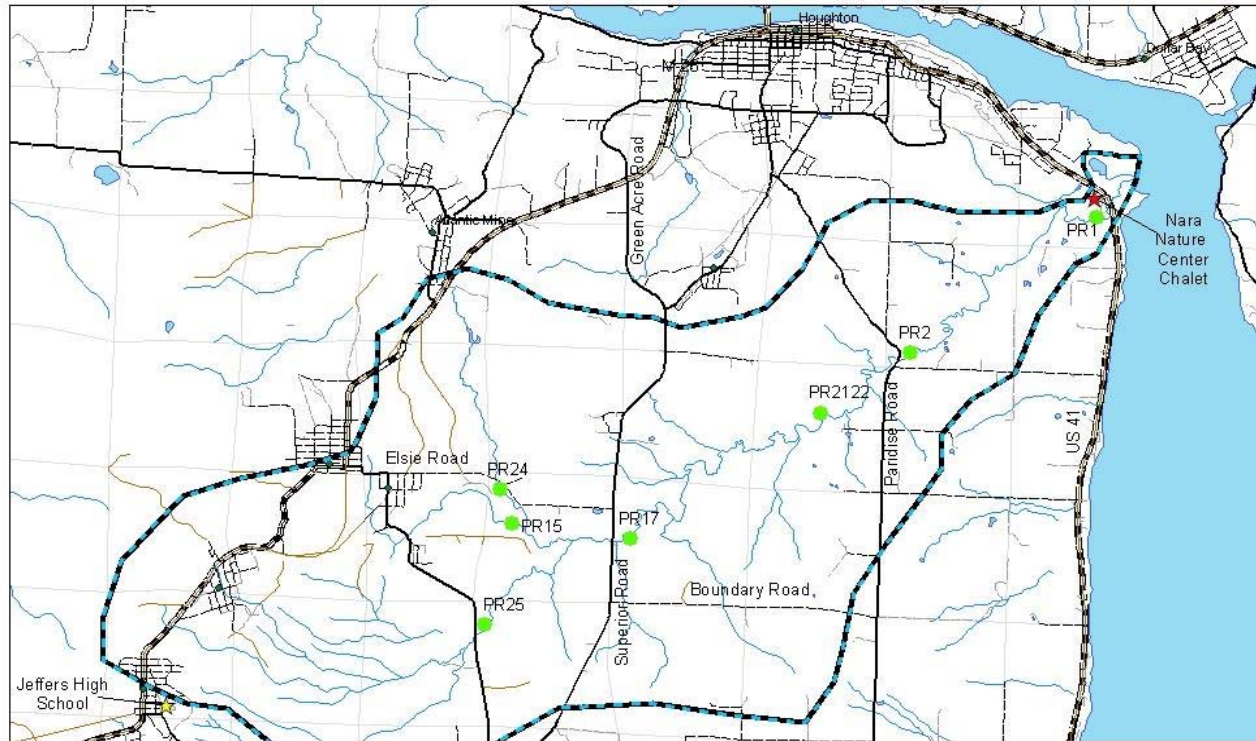 Houghton
Dollar Bay
M-26
Green Acre Road
Atlantic Mine
PR1
Nara
Nature
Center
Chalet
PR2
PR2122
Paridise Road
US 41
Elsie Road
PR24
PR15
PR17
Superior Road
Boundary Road,
PR25
Jeffers High
School